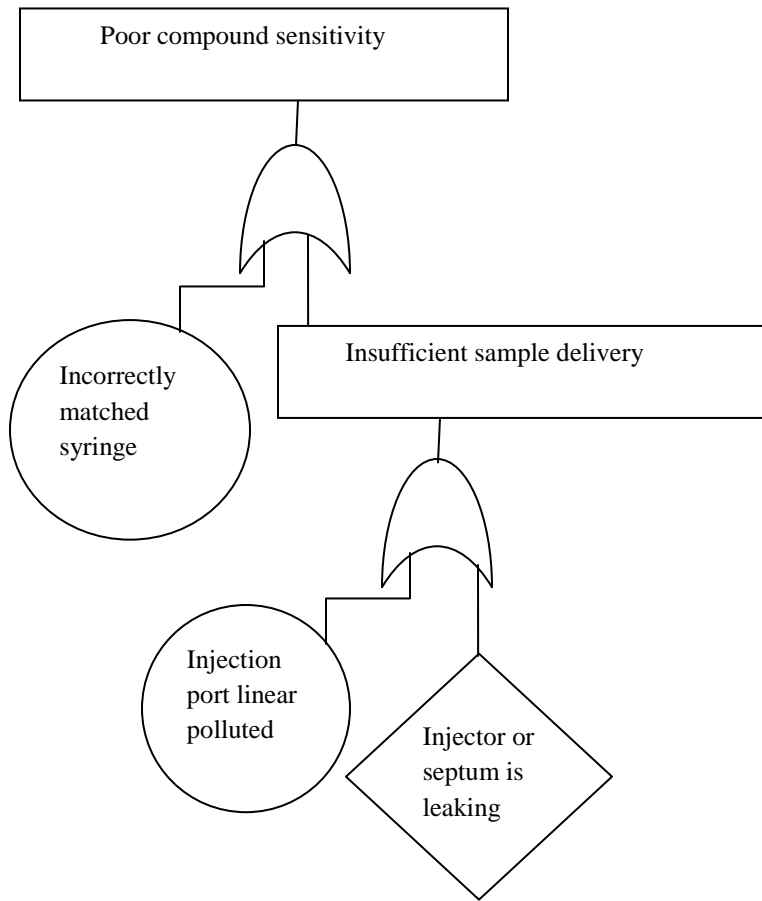 Poor compound sensitivity
Insufficient sample delivery
Incorrectly
matched
syringe
Injection
port linear
polluted
Injector or
septum is
leaking